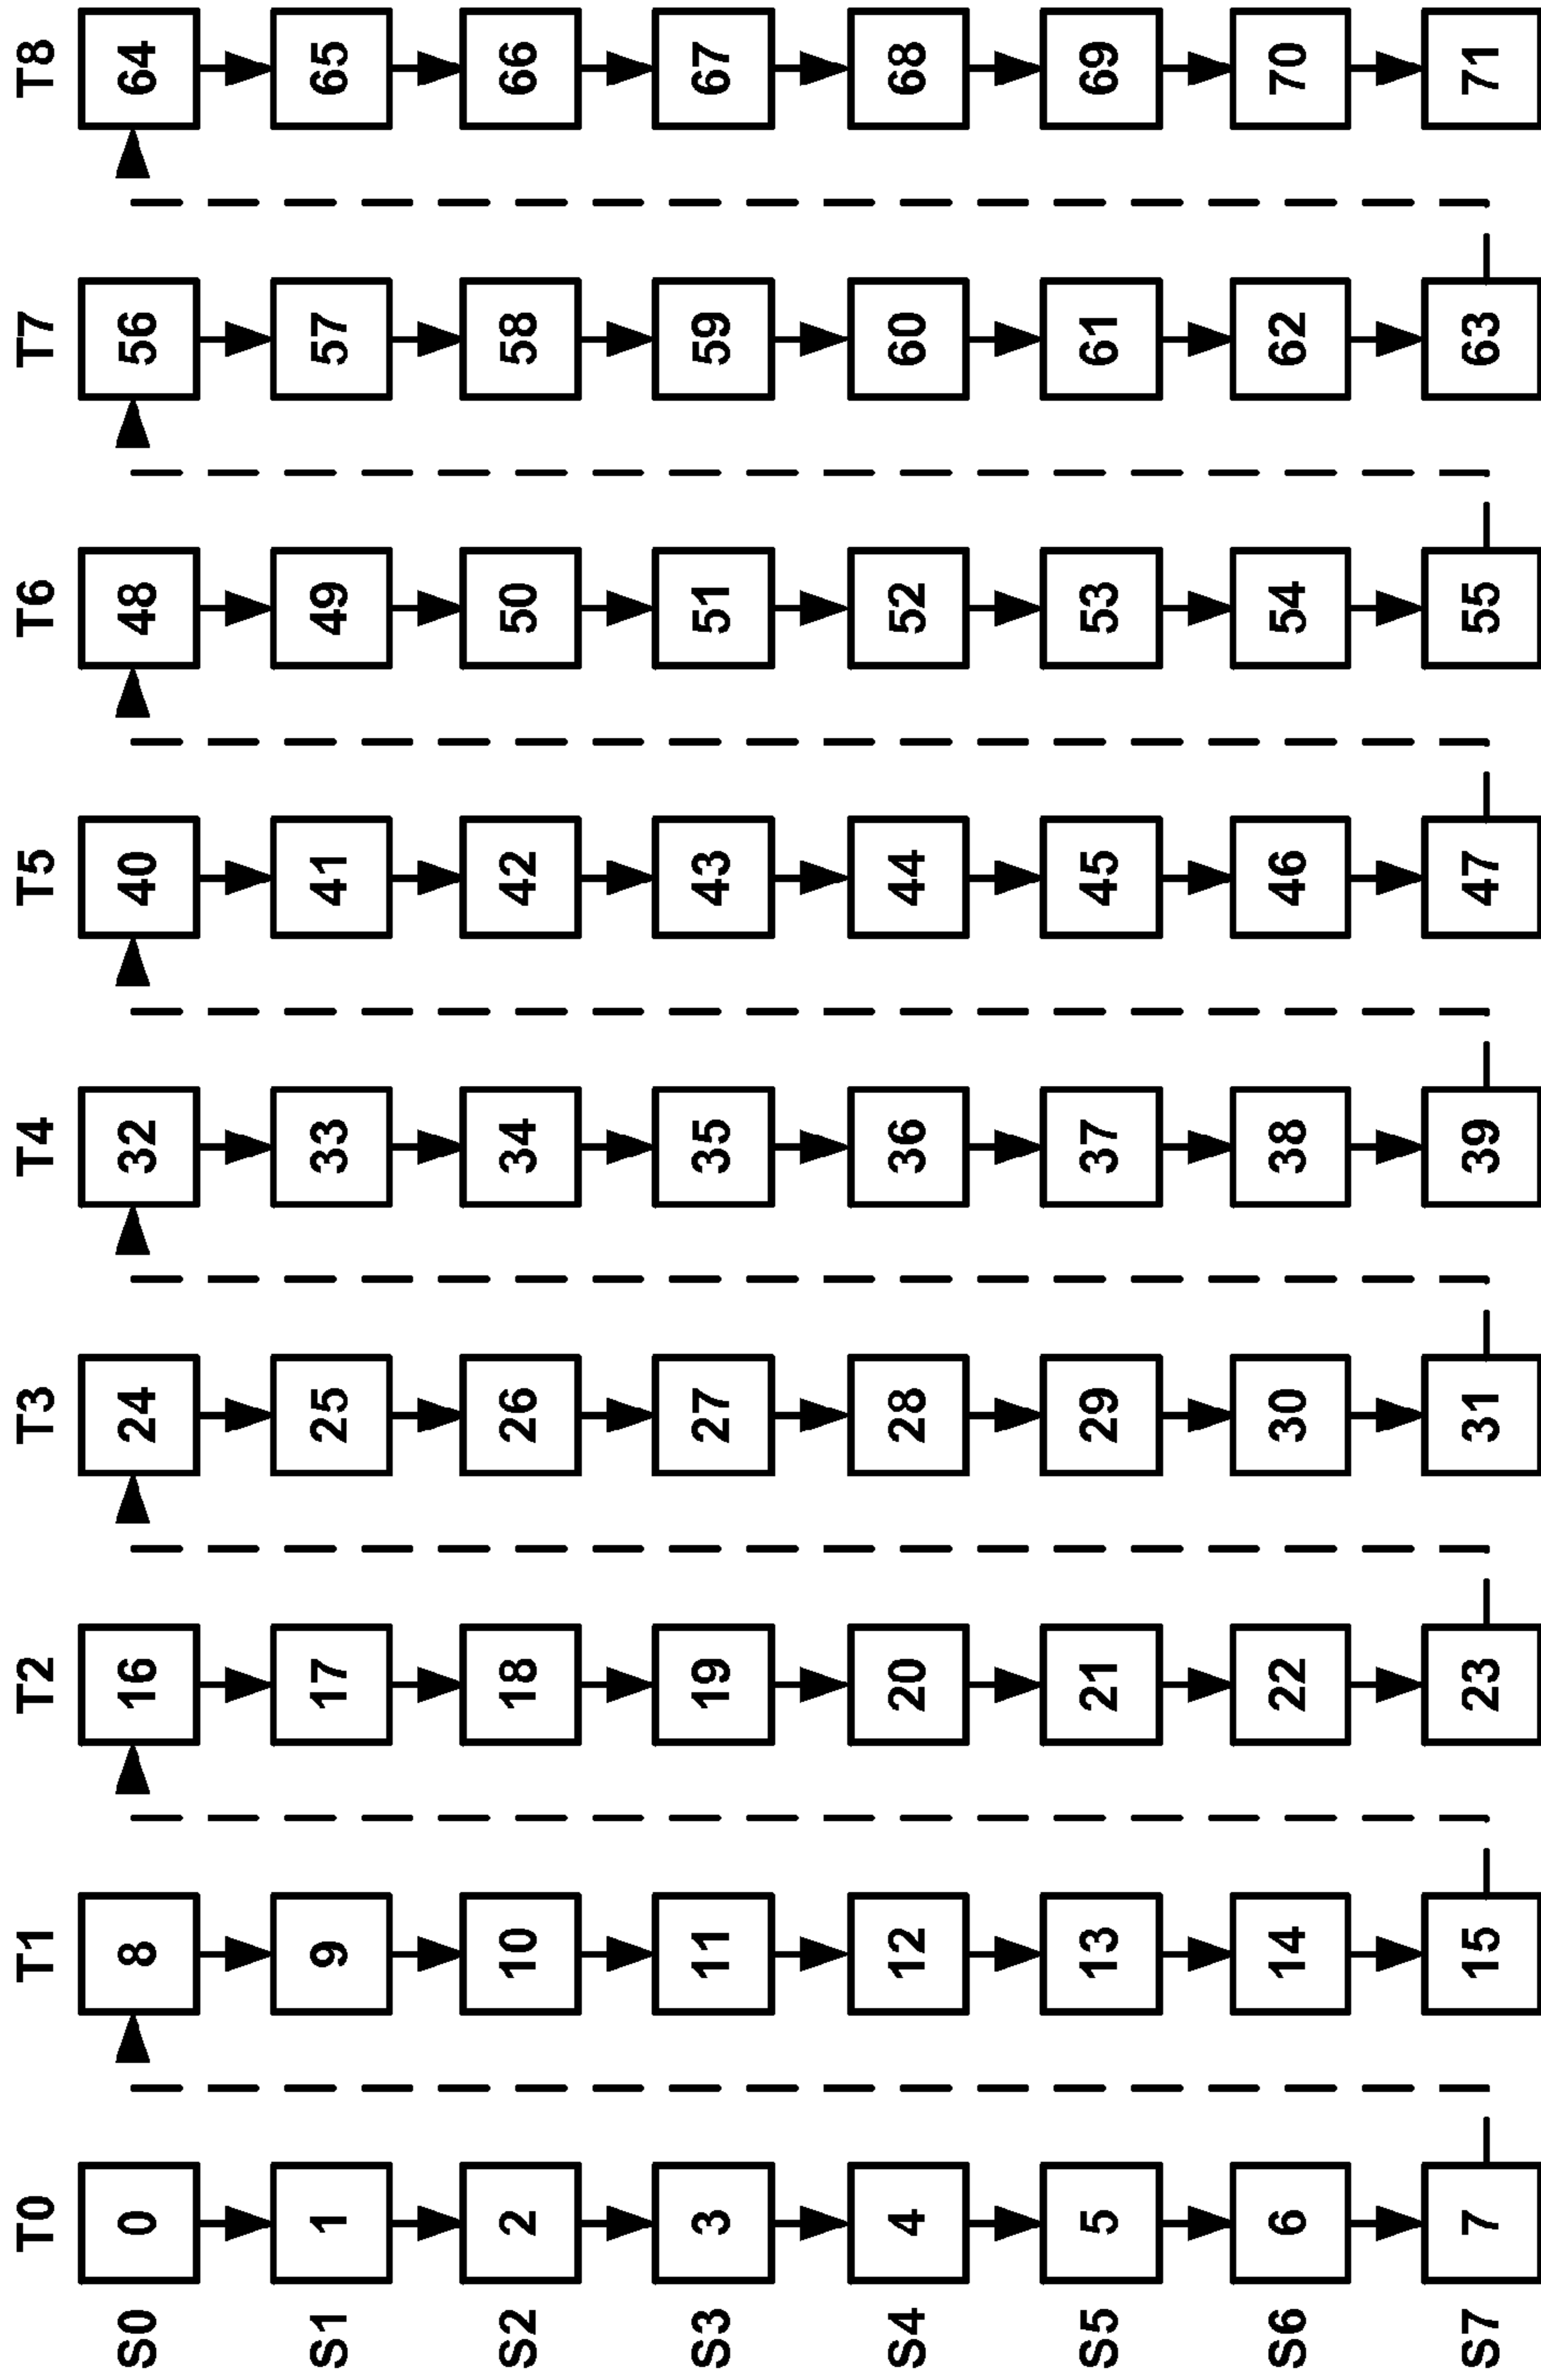 T0 T1 T2 T3 T4 T5 T6 T7 T8
S0 0 8 16 24 32 40 48 56 64
S1 1 9 17 25 33 41 49 57 65
S2 2 10 18 26 34 42 50 58 66
S3 3 11 19 27 35 43 51 59 67
S4 4 12 20 28 36 44 52 60 68
S5 5 13 21 29 37 45 53 61 69
S6 6 14 22 30 38 46 54 62 70
S7 7 15 23 31 39 47 55 63 71